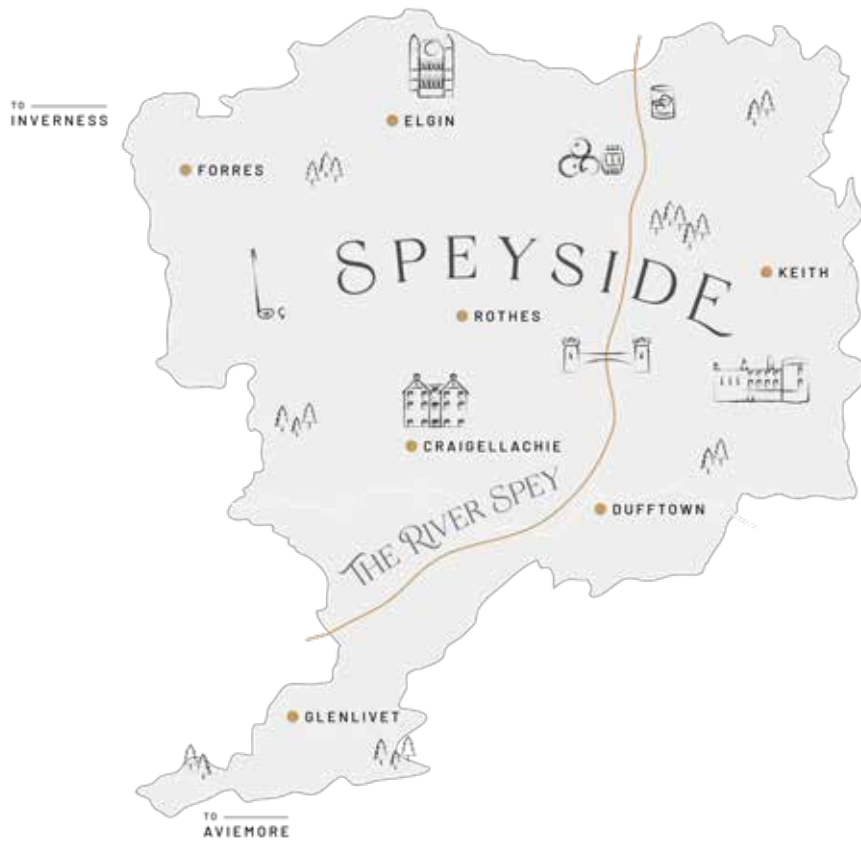 TO
INVERNESS
ELGIN
FORRES
SPEYSIDE
KEITH
ROTHES
CRAIGELLACHIE
THE RIVER SPEY
DUFFTOWN
GLENLIVET
TO
AVIEMORE